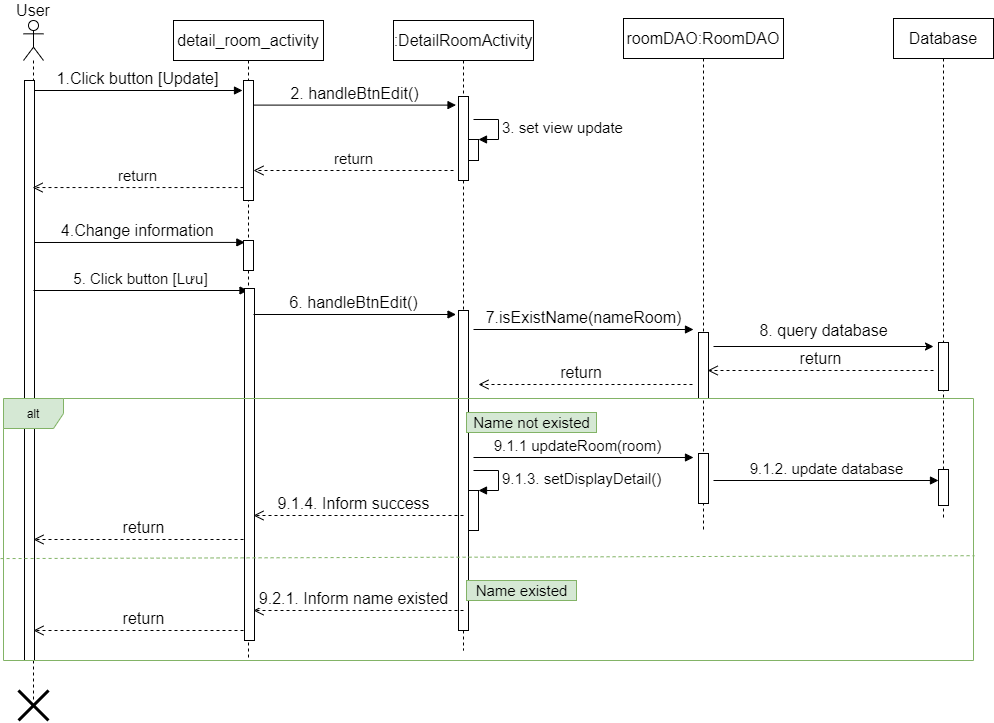 User
detail_room_activity
:DetailRoomActivity
roomDAO:RoomDAO
Database
1.Click button [Update]
2. handleBtnEdit()
3. set view update
return
return
4.Change information
5. Click button [Lưu]
6. handleBtnEdit()
7.isExistName(nameRoom)
8. query database
return
return
alt
Name not existed
9.1.1 updateRoom(room)
9.1.2. update database
9.1.3. setDisplayDetail()
9.1.4. Inform success
return
Name existed
9.2.1. Inform name existed
return